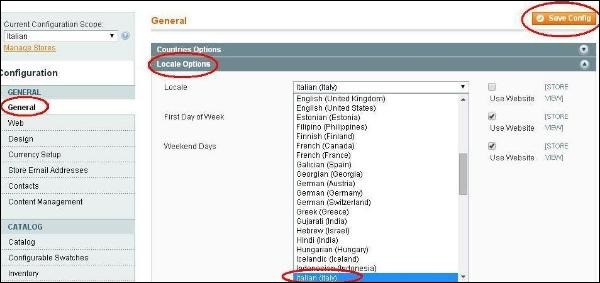 Current Configuration Scope:
Italian
Manage Stores
Configuration
GENERAL
General
Web
Design
Currency Setup
Store Email Addresses
Contacts
Content Management
CATALOG
Catalog
Configurable Swatches
Inventory
General
Save Config
Countries Options
Locale Options
Locale
Italian (Italy)
Use Website
[STORE
VIEW]
English (United Kingdom)
English (United States)
Estonian (Estonia)
Filipino (Philippines)
Finnish (Finland)
French (Canada)
French (France)
Galician (Spain)
Georgian (Georgia)
German (Austria)
German (Germany)
German (Switzerland)
Greek (Greece)
Gujarati (India)
Hebrew (Israel)
Hindi (India)
Hungarian (Hungary)
Icelandic (Iceland)
Indonesian (Indonesia)
Italian (Italy)
First Day of Week
Use Website
[STORE
VIEW]
Weekend Days
Use Website
[STORE
VIEW]